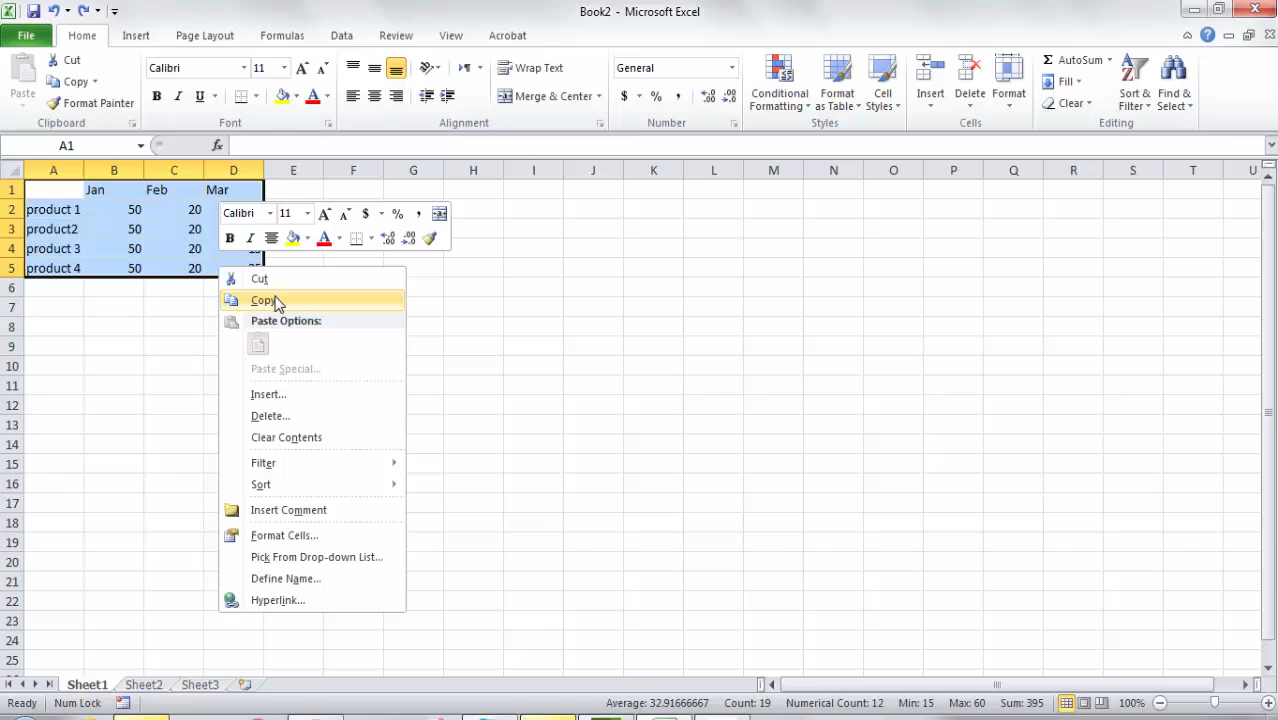 Book2 - Microsoft Excel
File Home Insert Page Layout Formulas Data Review View Acrobat
Paste
Cut
Copy
Format Painter
Clipboard
Calibri 11
B I U
Font
Wrap Text
Merge & Center
Alignment
General
$ % ,
Number
Conditional Formatting
Format as Table
Cell Styles
Styles
Insert Delete Format
Cells
AutoSum
Fill
Clear
Sort & Filter
Find & Select
Editing
A1 fx
A B C D E F G H I J K L M N O P Q R S T U
1 Jan Feb Mar
2 product 1 50 20
3 product2 50 20
4 product 3 50 20
5 product 4 50 20
6
7
8
9
10
11
12
13
14
15
16
17
18
19
20
21
22
23
24
25
Calibri 11 A A $ % ,
B I A
Cut
Copy
Paste Options:
Paste Special...
Insert...
Delete...
Clear Contents
Filter
Sort
Insert Comment
Format Cells...
Pick From Drop-down List...
Define Name...
Hyperlink...
Sheet1 Sheet2 Sheet3
Ready Num Lock Average: 32.91666667 Count: 19 Numerical Count: 12 Min: 15 Max: 60 Sum: 395 100%